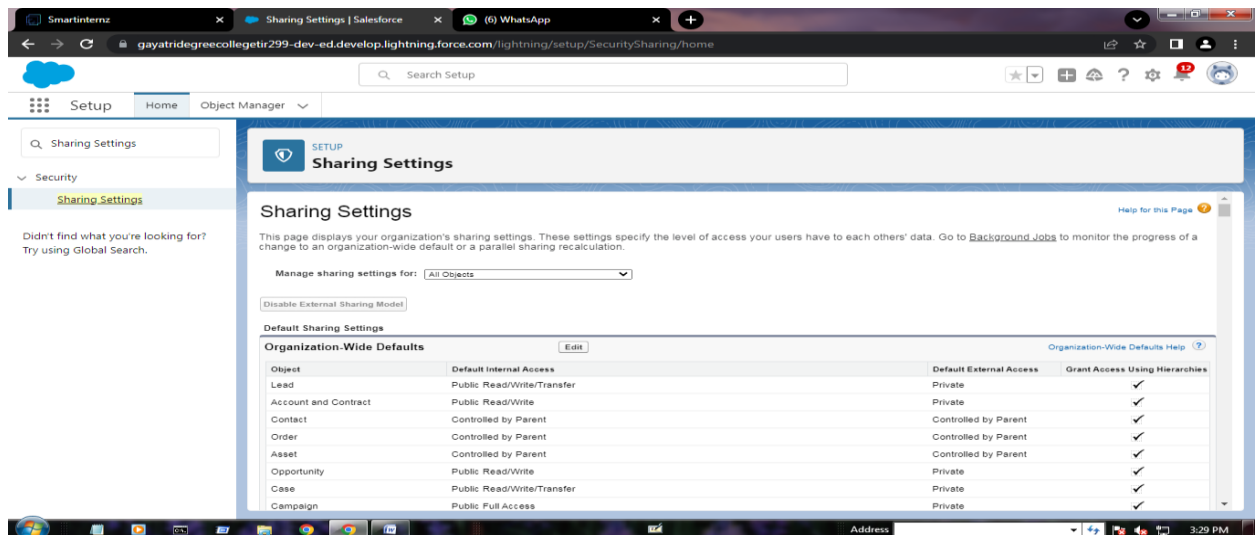 Smartinternz
Sharing Settings | Salesforce
(6) WhatsApp
gayatridegreecollegetir299-dev-ed.develop.lightning.force.com/lightning/setup/SecuritySharing/home
Search Setup
12
Setup Home Object Manager
Sharing Settings
Security
Sharing Settings
Didn't find what you're looking for?
Try using Global Search.
SETUP
Sharing Settings
Sharing Settings
Help for this Page
This page displays your organization's sharing settings. These settings specify the level of access your users have to each others' data. Go to Background Jobs to monitor the progress of a
change to an organization-wide default or a parallel sharing recalculation.
Manage sharing settings for: All Objects
Disable External Sharing Model
Default Sharing Settings
Organization-Wide Defaults Edit Organization-Wide Defaults Help ?
Object Default Internal Access Default External Access Grant Access Using Hierarchies
Lead Public Read/Write/Transfer Private ✓
Account and Contract Public Read/Write Private ✓
Contact Controlled by Parent Controlled by Parent ✓
Order Controlled by Parent Controlled by Parent ✓
Asset Controlled by Parent Controlled by Parent ✓
Opportunity Public Read/Write Private ✓
Case Public Read/Write/Transfer Private ✓
Campaign Public Full Access Private ✓
Address 3:29 PM